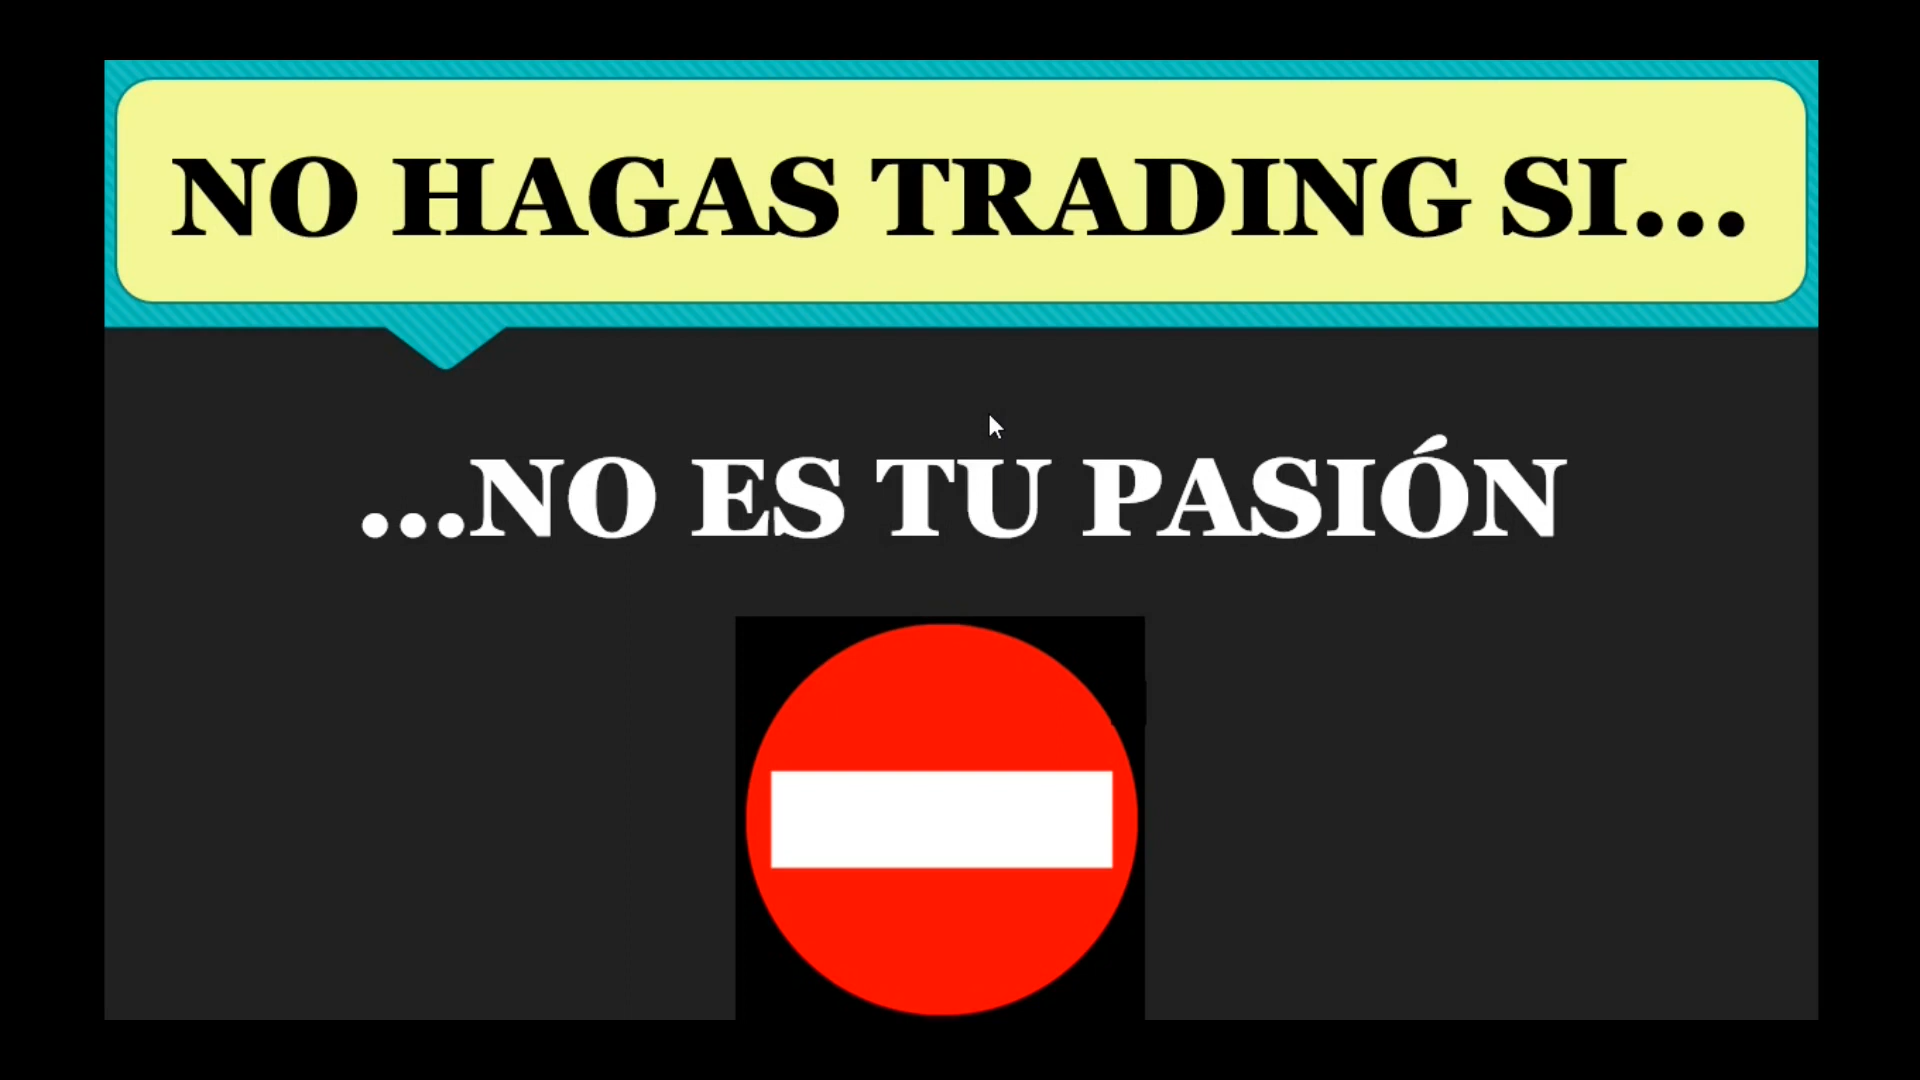 NO HAGAS TRADING SI...
...NO ES TU PASIÓN